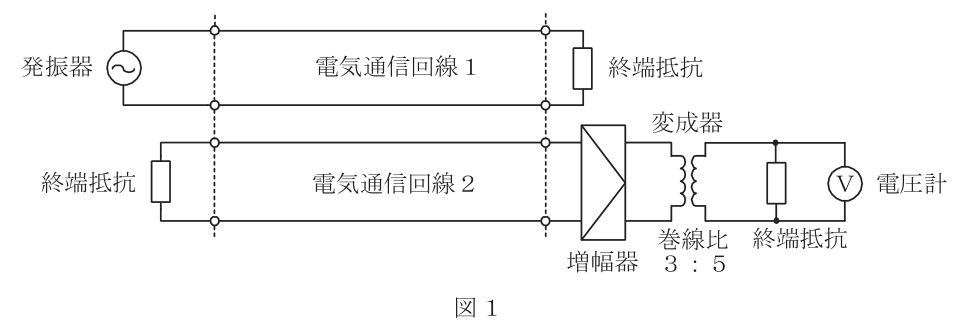 発振器
電気通信回線1
終端抵抗
変成器
終端抵抗
電気通信回線2
V
電圧計
増幅器
巻線比
3 : 5
終端抵抗
図1